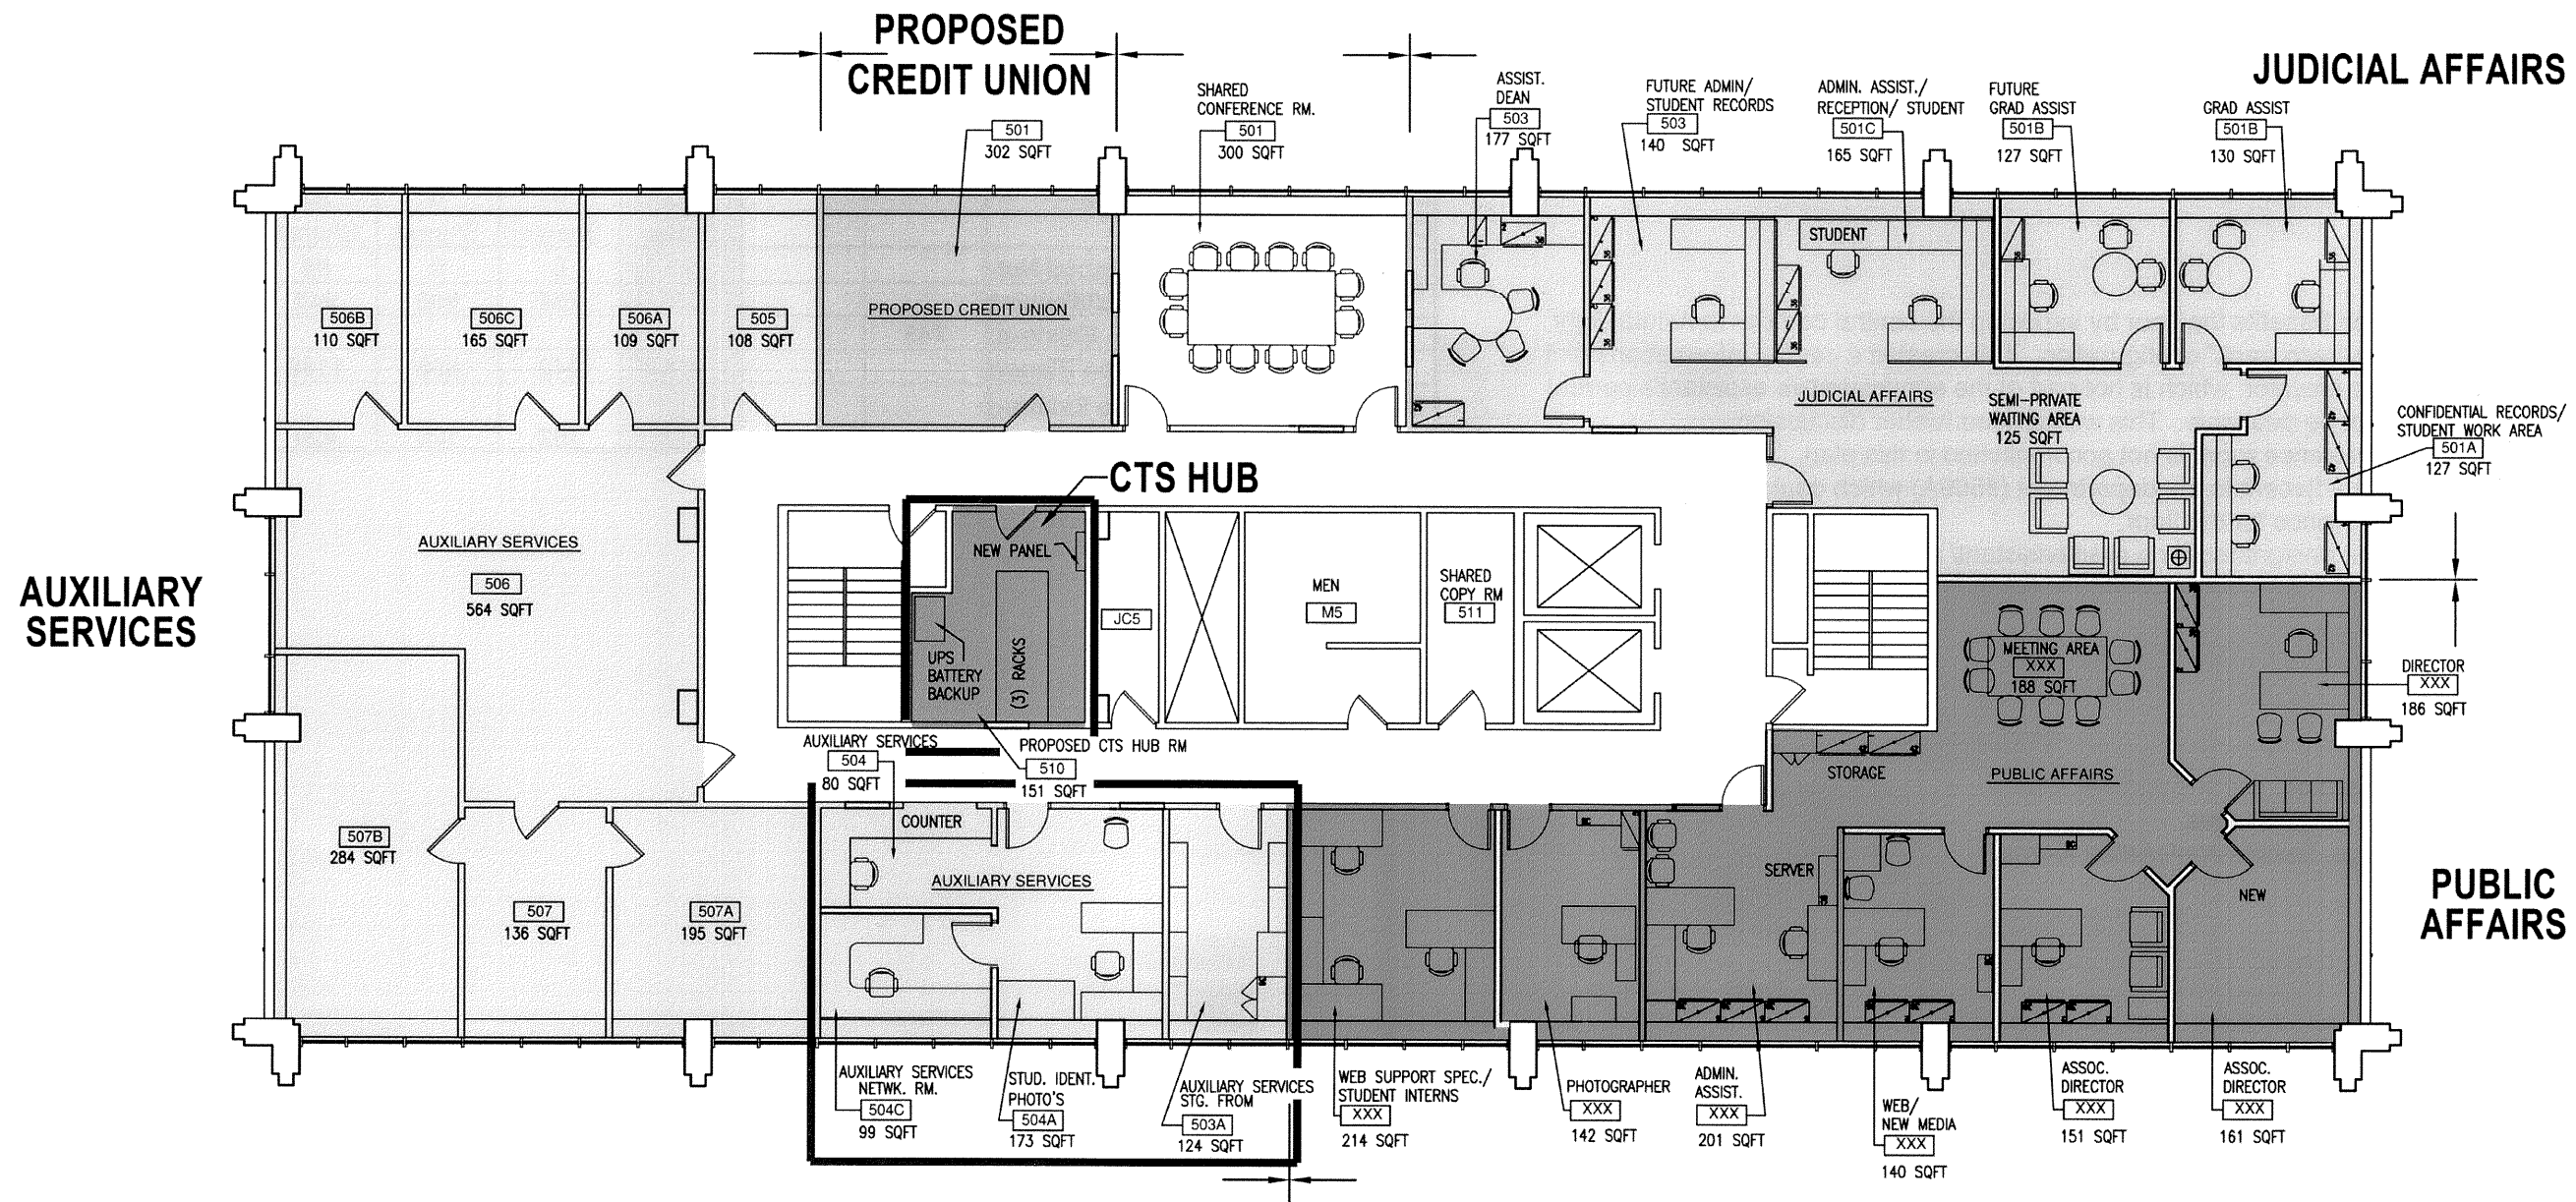 PROPOSED
CREDIT UNION
JUDICIAL AFFAIRS
501
302 SQFT
SHARED
CONFERENCE RM.
501
300 SQFT
ASSIST.
DEAN
503
177 SQFT
FUTURE ADMIN/
STUDENT RECORDS
503
140 SQFT
ADMIN. ASSIST./
RECEPTION/ STUDENT
501C
165 SQFT
FUTURE
GRAD ASSIST
501B
127 SQFT
GRAD ASSIST
501B
130 SQFT
506B
110 SQFT
506C
165 SQFT
506A
109 SQFT
505
108 SQFT
PROPOSED CREDIT UNION
STUDENT
JUDICIAL AFFAIRS
SEMI-PRIVATE
WAITING AREA
125 SQFT
CONFIDENTIAL RECORDS/
STUDENT WORK AREA
501A
127 SQFT
CTS HUB
AUXILIARY SERVICES
506
564 SQFT
AUXILIARY
SERVICES
NEW PANEL
UPS
BATTERY
BACKUP
(3) RACKS
JC5
MEN
M5
SHARED
COPY RM
511
MEETING AREA
XXX
188 SQFT
DIRECTOR
XXX
186 SQFT
AUXILIARY SERVICES
504
80 SQFT
PROPOSED CTS HUB RM
510
151 SQFT
STORAGE
PUBLIC AFFAIRS
507B
284 SQFT
507
136 SQFT
507A
195 SQFT
COUNTER
AUXILIARY SERVICES
SERVER
NEW
PUBLIC
AFFAIRS
AUXILIARY SERVICES
NETWK. RM.
504C
99 SQFT
STUD. IDENT.
PHOTO'S
504A
173 SQFT
AUXILIARY SERVICES
STG. FROM
503A
124 SQFT
WEB SUPPORT SPEC./
STUDENT INTERNS
XXX
214 SQFT
PHOTOGRAPHER
XXX
142 SQFT
ADMIN.
ASSIST.
XXX
201 SQFT
WEB/
NEW MEDIA
XXX
140 SQFT
ASSOC.
DIRECTOR
XXX
151 SQFT
ASSOC.
DIRECTOR
XXX
161 SQFT